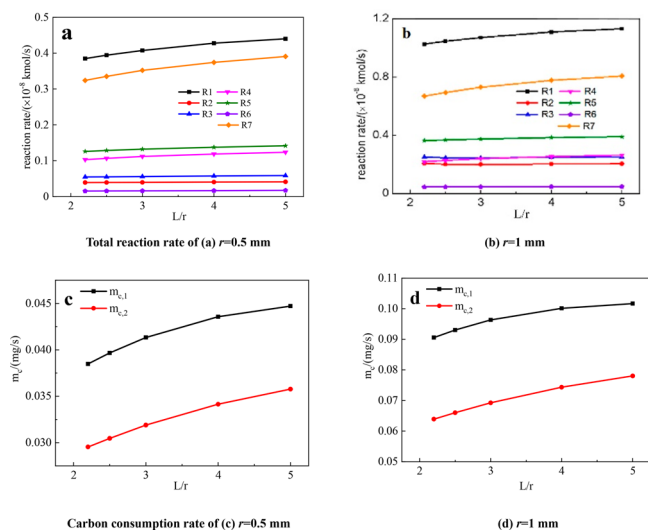 a
reaction rate/(×10⁻⁸ kmol/s)
0.5
0.4
0.3
0.2
0.1
0.0
R1 R4
R2 R5
R3 R6
R7
2 3 4 5
L/r
Total reaction rate of (a) r=0.5 mm
b
reaction rate/(×10⁻⁸ kmol/s)
1.2
0.8
0.4
0.0
R1 R4
R2 R5
R3 R6
R7
2 3 4 5
L/r
(b) r=1 mm
c
m_c/(mg/s)
0.045
0.040
0.035
0.030
m_c,1
m_c,2
2 3 4 5
L/r
Carbon consumption rate of (c) r=0.5 mm
d
m_c/(mg/s)
0.11
0.10
0.09
0.08
0.07
0.06
0.05
m_c,1
m_c,2
2 3 4 5
L/r
(d) r=1 mm